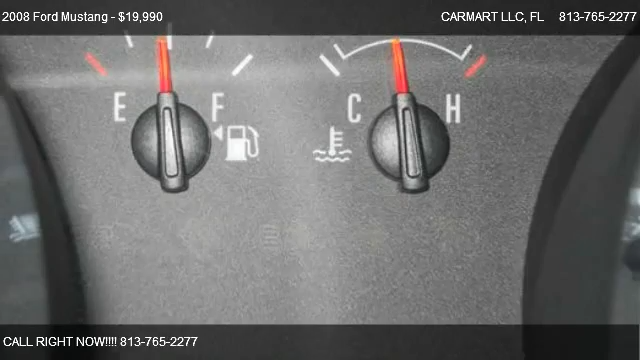 2008 Ford Mustang - $19,990
CARMART LLC, FL 813-765-2277
E F
C H
CALL RIGHT NOW!!!! 813-765-2277